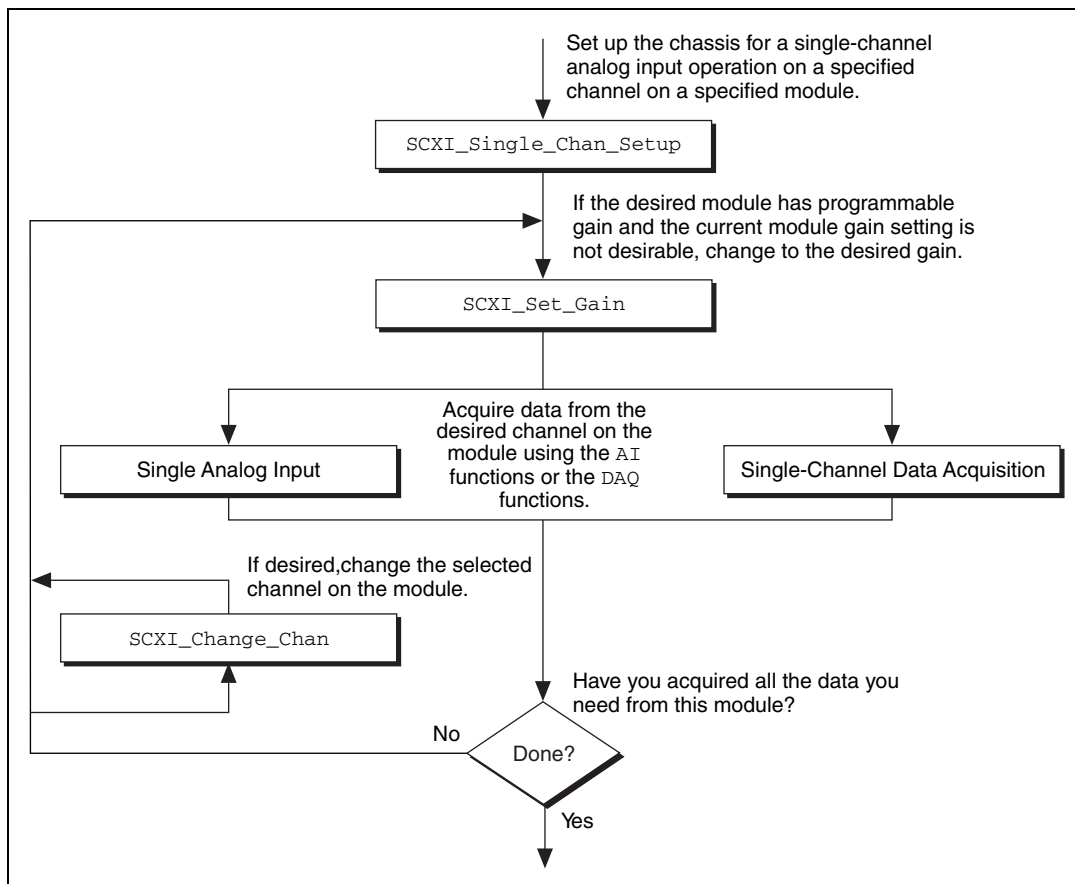 Set up the chassis for a single-channel
analog input operation on a specified
channel on a specified module.
SCXI_Single_Chan_Setup
If the desired module has programmable
gain and the current module gain setting is
not desirable, change to the desired gain.
SCXI_Set_Gain
Acquire data from the
desired channel on the
module using the AI
functions or the DAQ
functions.
Single Analog Input
Single-Channel Data Acquisition
If desired,change the selected
channel on the module.
SCXI_Change_Chan
Have you acquired all the data you
need from this module?
No
Done?
Yes